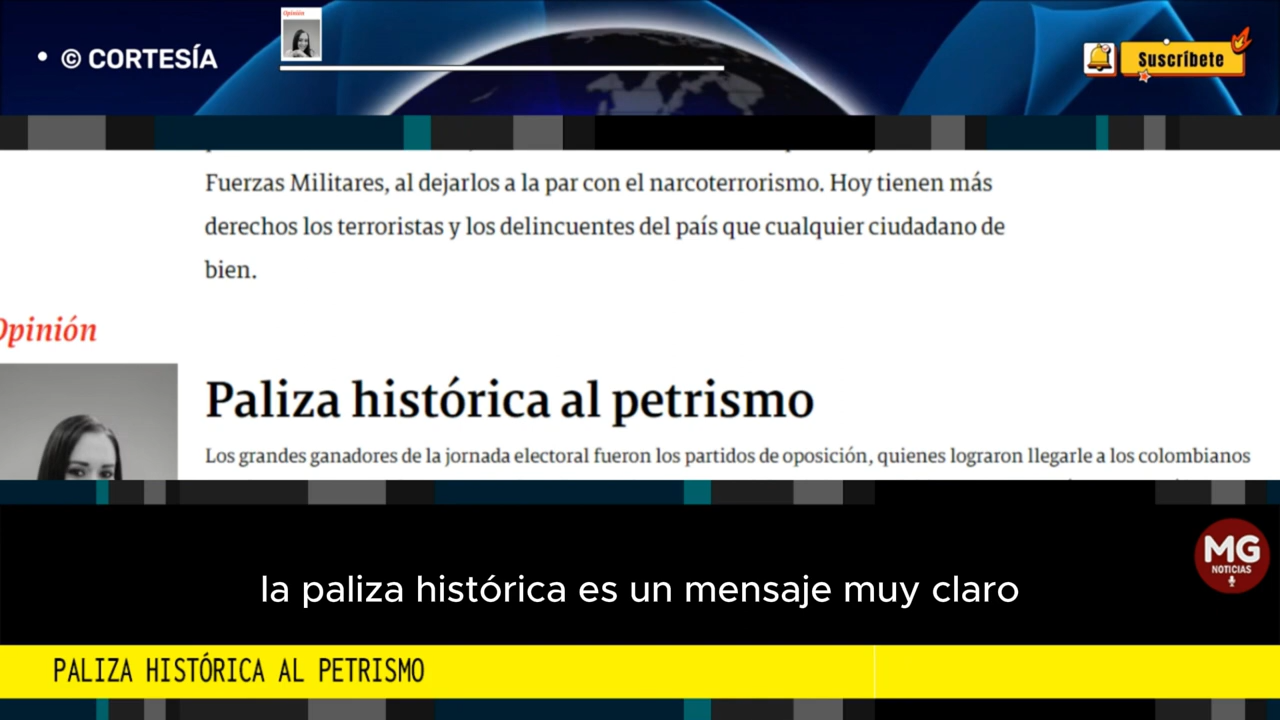 • © CORTESÍA
Opinión
Suscríbete
Fuerzas Militares, al dejarlos a la par con el narcoterrorismo. Hoy tienen más
derechos los terroristas y los delincuentes del país que cualquier ciudadano de
bien.
Opinión
Paliza histórica al petrismo
Los grandes ganadores de la jornada electoral fueron los partidos de oposición, quienes lograron llegarle a los colombianos
MG
NOTICIAS
la paliza histórica es un mensaje muy claro
PALIZA HISTÓRICA AL PETRISMO